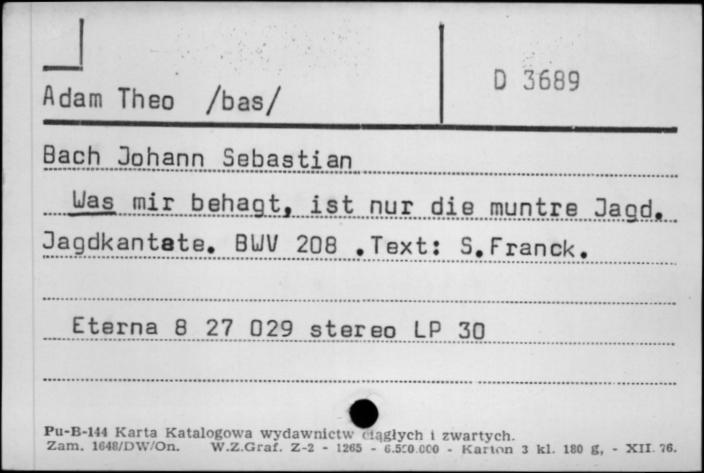 Adam Theo /bas/
D 3689
Bach Johann Sebastian
Was mir behagt, ist nur die muntre Jagd.
Jagdkantate. BWV 208 .Text: S.Franck.
Eterna 8 27 029 stereo LP 30
Pu-B-144 Karta Katalogowa wydawnictw ciągłych i zwartych.
Zam. 1648/DW/On. W.Z.Graf. Z-2 - 1265 - 6.500.000 - Karton 3 kl. 180 g, - XII. 76.